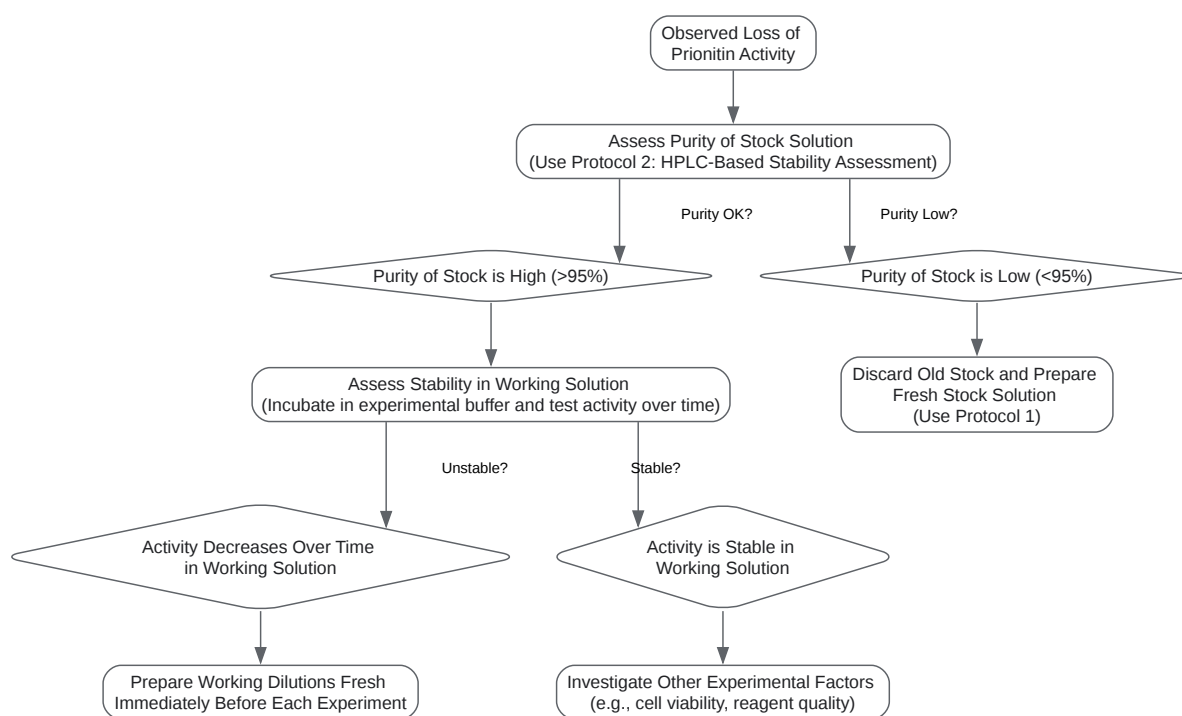 Observed Loss of
Prionitin Activity
Assess Purity of Stock Solution
(Use Protocol 2: HPLC-Based Stability Assessment)
Purity OK?
Purity Low?
Purity of Stock is High (>95%)
Purity of Stock is Low (<95%)
Assess Stability in Working Solution
(Incubate in experimental buffer and test activity over time)
Discard Old Stock and Prepare
Fresh Stock Solution
(Use Protocol 1)
Unstable?
Stable?
Activity Decreases Over Time
in Working Solution
Activity is Stable in
Working Solution
Prepare Working Dilutions Fresh
Immediately Before Each Experiment
Investigate Other Experimental Factors
(e.g., cell viability, reagent quality)